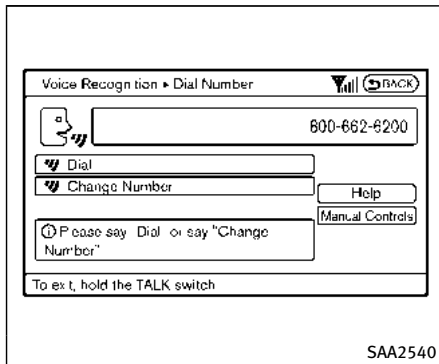 Voice Recognition ▸ Dial Number
BACK
800-662-6200
Dial
Change Number
Help
Manual Controls
Please say Dial or say "Change
Number"
To exit, hold the TALK switch
SAA2540